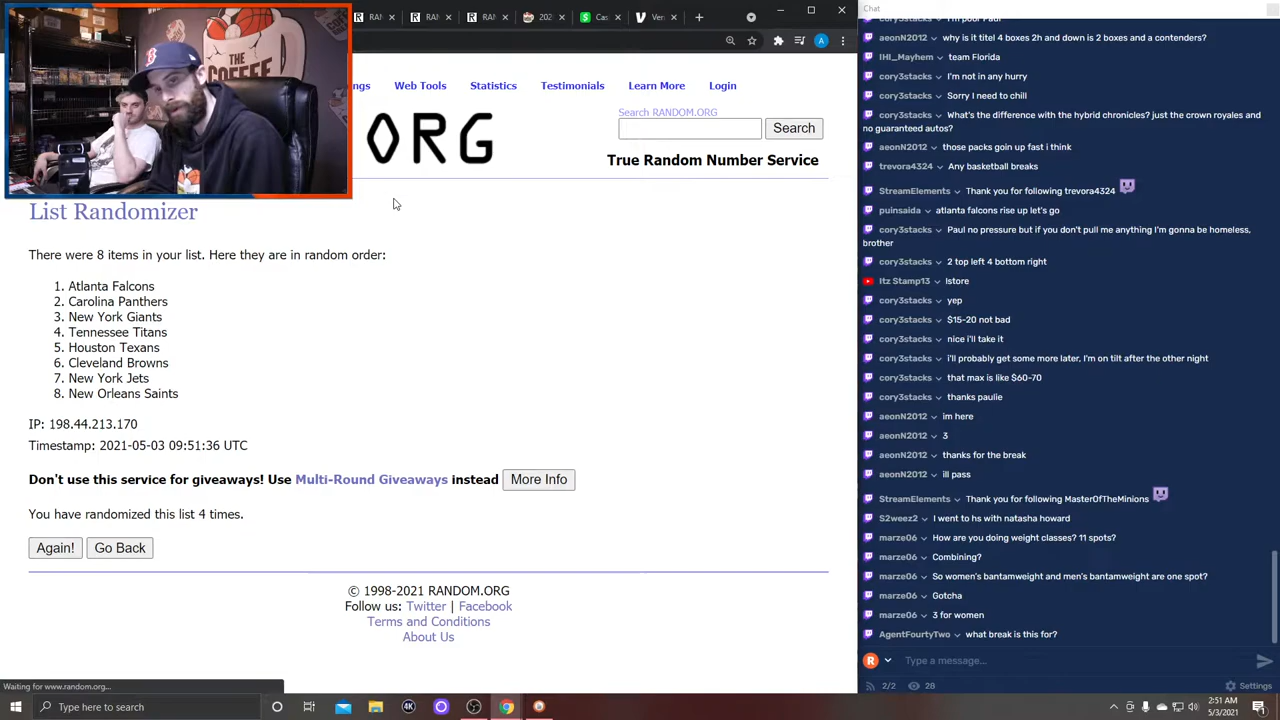 202
Cas
Ver
A
THE
COFFEE
ngs
Web Tools
Statistics
Testimonials
Learn More
Login
Search RANDOM.ORG
Search
ORG
True Random Number Service
List Randomizer
There were 8 items in your list. Here they are in random order:
1. Atlanta Falcons
2. Carolina Panthers
3. New York Giants
4. Tennessee Titans
5. Houston Texans
6. Cleveland Browns
7. New York Jets
8. New Orleans Saints
IP: 198.44.213.170
Timestamp: 2021-05-03 09:51:36 UTC
Don't use this service for giveaways! Use Multi-Round Giveaways instead More Info
You have randomized this list 4 times.
Again! Go Back
© 1998-2021 RANDOM.ORG
Follow us: Twitter | Facebook
Terms and Conditions
About Us
Waiting for www.random.org...
Chat
cory3stacks I'm poor Paul
aeonN2012 why is it titel 4 boxes 2h and down is 2 boxes and a contenders?
IHI_Mayhem team Florida
cory3stacks I'm not in any hurry
cory3stacks Sorry I need to chill
cory3stacks What's the difference with the hybrid chronicles? just the crown royales and
no guaranteed autos?
aeonN2012 those packs goin up fast i think
trevora4324 Any basketball breaks
StreamElements Thank you for following trevora4324
puinsaida atlanta falcons rise up let's go
cory3stacks Paul no pressure but if you don't pull me anything I'm gonna be homeless,
brother
cory3stacks 2 top left 4 bottom right
Itz Stamp13 !store
cory3stacks yep
cory3stacks $15-20 not bad
cory3stacks nice i'll take it
cory3stacks i'll probably get some more later, I'm on tilt after the other night
cory3stacks that max is like $60-70
cory3stacks thanks paulie
aeonN2012 im here
aeonN2012 3
aeonN2012 thanks for the break
aeonN2012 ill pass
StreamElements Thank you for following MasterOfTheMinions
S2weez2 I went to hs with natasha howard
marze06 How are you doing weight classes? 11 spots?
marze06 Combining?
marze06 So women's bantamweight and men's bantamweight are one spot?
marze06 Gotcha
marze06 3 for women
AgentFourtyTwo what break is this for?
R Type a message...
2/2 28 Settings
Type here to search
2:51 AM
5/3/2021